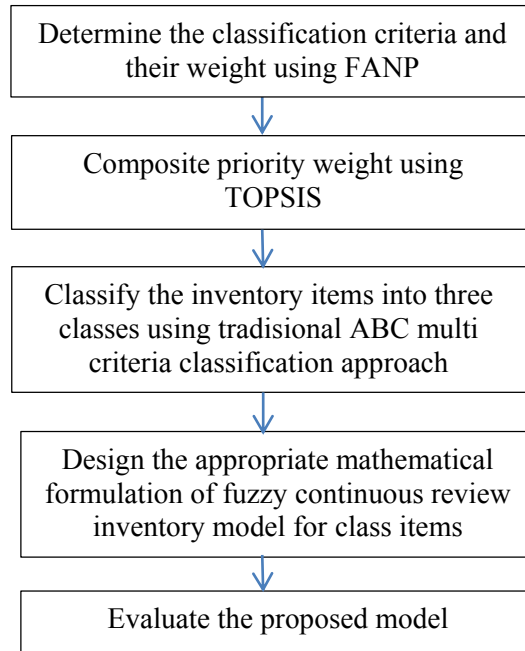 Determine the classification criteria and
their weight using FANP
Composite priority weight using
TOPSIS
Classify the inventory items into three
classes using tradisional ABC multi
criteria classification approach
Design the appropriate mathematical
formulation of fuzzy continuous review
inventory model for class items
Evaluate the proposed model